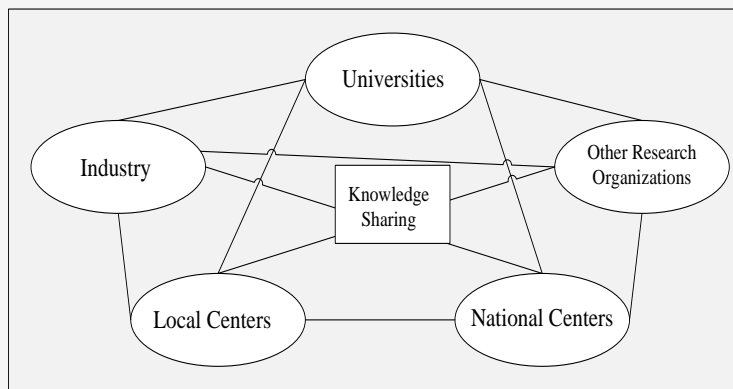 Universities
Industry
Other Research
Organizations
Knowledge
Sharing
Local Centers
National Centers